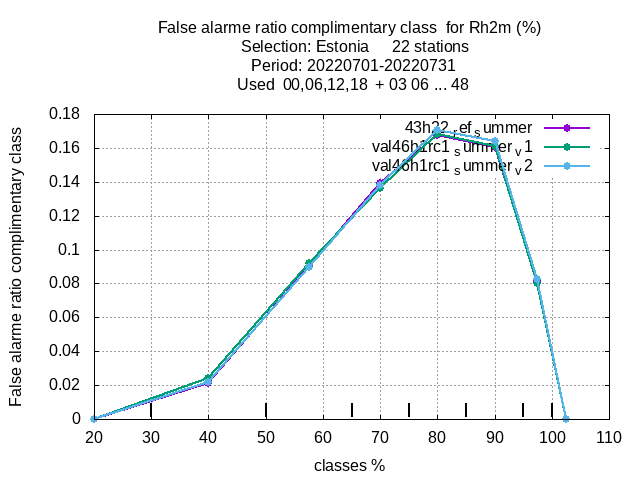 False alarme ratio complimentary class  for Rh2m (%)
Selection: Estonia     22 stations
Period: 20220701-20220731
Used  00,06,12,18  + 03 06 ... 48
False alarme ratio complimentary class
0.18
0.16
0.14
0.12
0.1
0.08
0.06
0.04
0.02
0
43h22_ref_summer
val46h1rc1_summer_v1
val46h1rc1_summer_v2
20 30 40 50 60 70 80 90 100 110
classes %